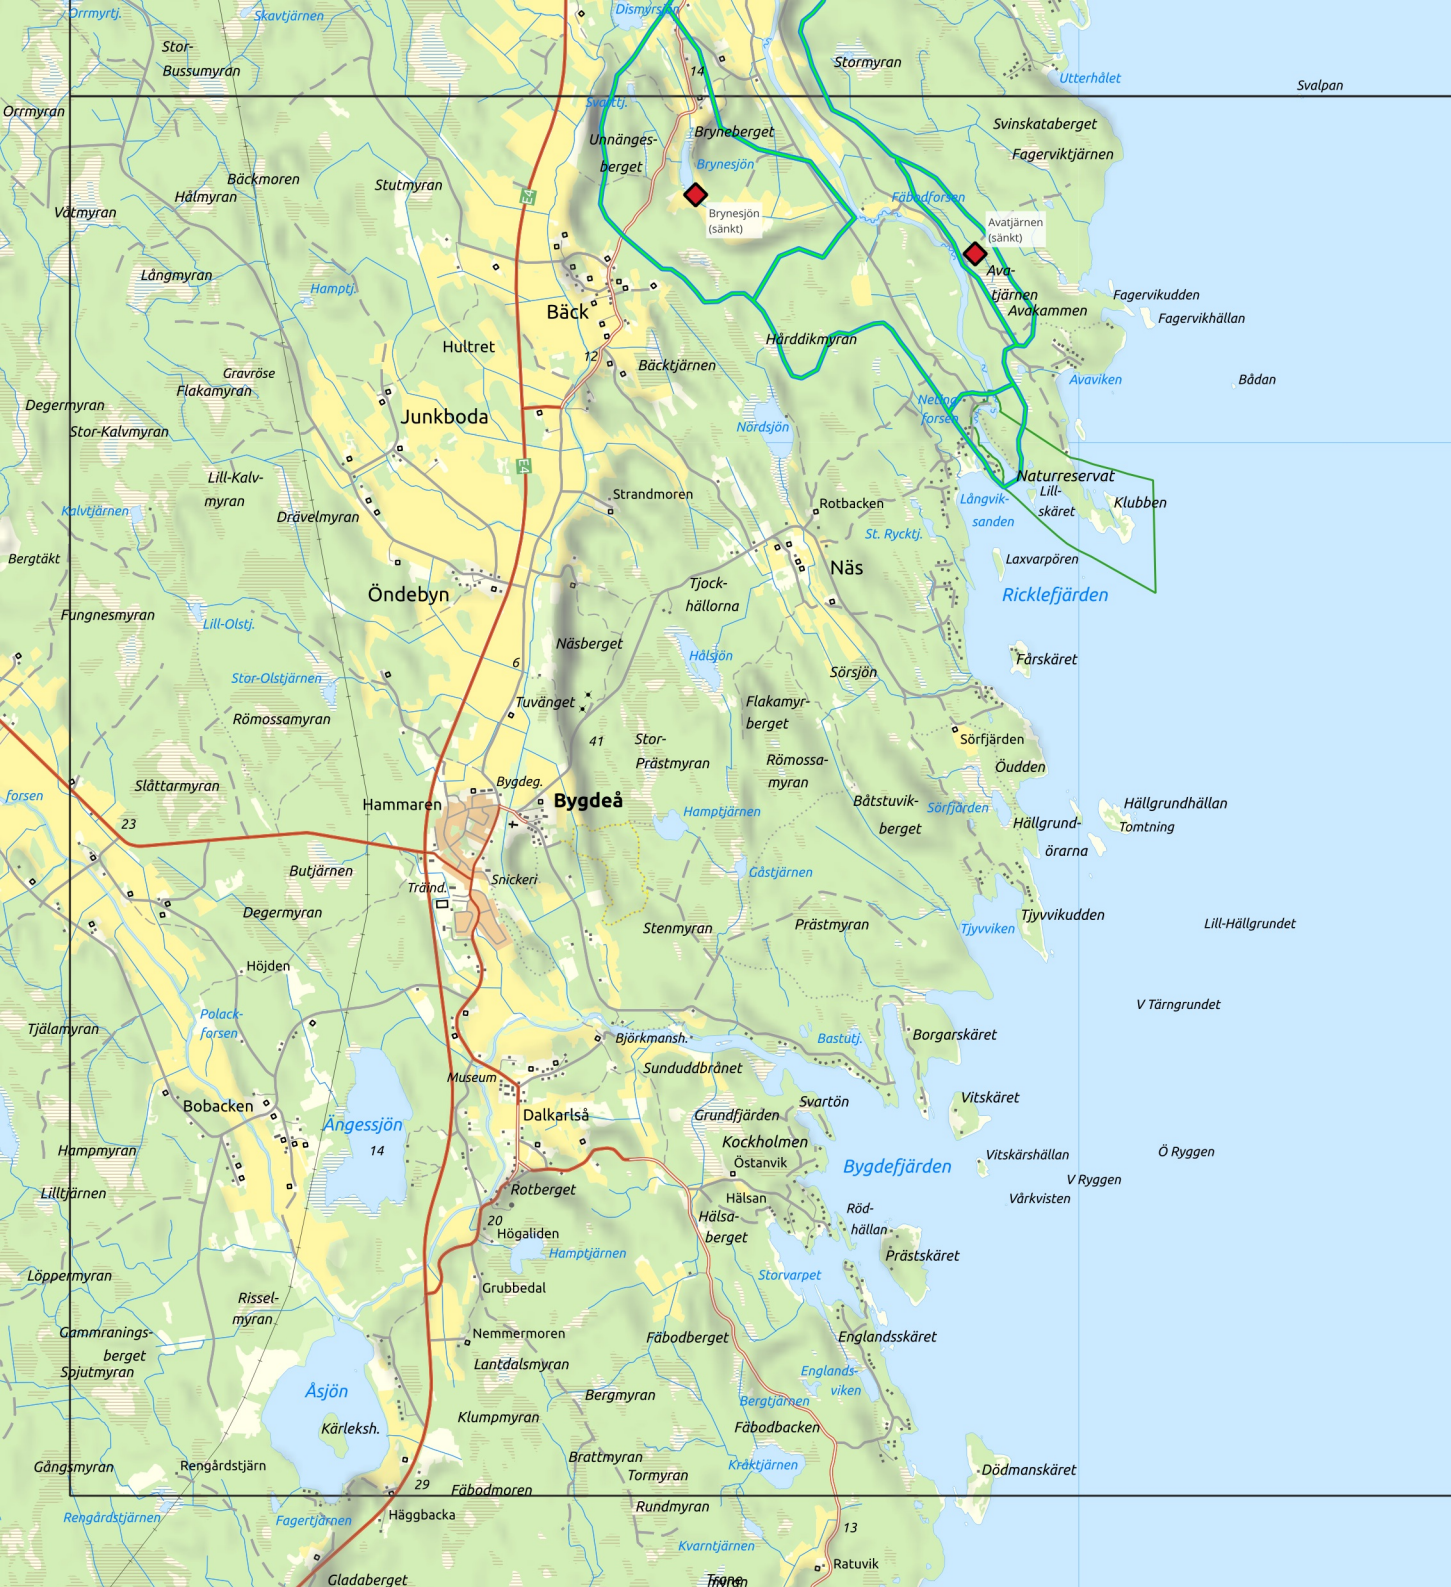 Orrmyrtj.
Skavtjärnen
Dismyrsjön
Stor-
Bussumyran
14
Stormyran
Utterhålet
Svalpan
Orrmyran
Svarttj.
Unnänges-
berget
Bryneberget
Svinskataberget
Fagerviktjärnen
Brynesjön
Bäckmoren
Hålmyran
Stutmyran
E4
Fäbodforsen
Våtmyran
Brynesjön
(sänkt)
Avatjärnen
(sänkt)
Långmyran
Hamptj.
Ava-
tjärnen
Avakammen
Fagervikudden
Fagervikhällan
Bäck
Hultret
12
Hårddikmyran
Bäcktjärnen
Gravröse
Flakamyran
Avaviken
Bådan
Degermyran
Stor-Kalvmyran
Junkboda
Nördsjön
forsen
E4
Lill-Kalv-
myran
Naturreservat
Lill-
skäret
Klubben
Strandmoren
Rotbacken
Långvik-
sanden
Kalvtjärnen
Drävelmyran
St. Rycktj.
Bergtäkt
Laxvarpören
Näs
Öndebyn
Tjock-
hällorna
Ricklefjärden
Fungnesmyran
Lill-Olstj.
Näsberget
Hålsjön
6
Fårskäret
Sörsjön
Stor-Olstjärnen
Tuvänget
Flakamyr-
berget
Römossamyran
41
Stor-
Prästmyran
Sörfjärden
Römossa-
myran
Öudden
Slåttarmyran
Bygdeg.
forsen
Hammaren
Bygdeå
Båtstuvik-
berget
Sörfjärden
Hällgrundhällan
Hamptjärnen
23
Hällgrund-
örarna
Tomtning
Butjärnen
Träind.
Snickeri
Gåstjärnen
Degermyran
Stenmyran
Prästmyran
Tjyvviken
Tjyvvikudden
Lill-Hällgrundet
Höjden
V Tärngrundet
Polack-
forsen
Tjälamyran
Björkmansh.
Bastutj.
Borgarskäret
Museum
Sunduddbrånet
Bobacken
Ängessjön
Dalkarlså
Grundfjärden
Svartön
Vitskäret
14
Kockholmen
Hampmyran
Östanvik
Bygdefjärden
Vitskärshällan
Ö Ryggen
V Ryggen
Lilltjärnen
Rotberget
Hälsan
Vårkvisten
20
Högaliden
Hälsa-
berget
Röd-
hällan
Hamptjärnen
Prästskäret
Löppermyran
Storvarpet
Grubbedal
Rissel-
myran
Gammranings-
berget
Nemmermoren
Fäbodberget
Englandsskäret
Spjutmyran
Lantdalsmyran
Englands-
viken
Åsjön
Bergmyran
Bergtjärnen
Kärleksh.
Klumpmyran
Fäbodbacken
Gångsmyran
Rengårdstjärn
Brattmyran
Tormyran
Kråktjärnen
Dödmanskäret
29
Fäbodmoren
Rengårdstjärnen
Fagertjärnen
Häggbacka
Rundmyran
13
Kvarntjärnen
Ratuvik
Gladaberget